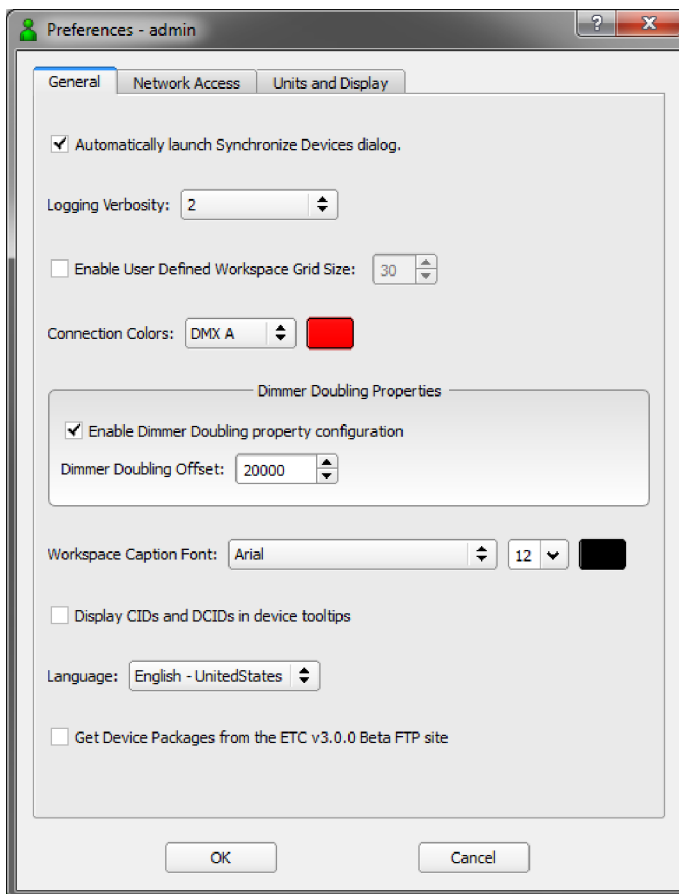 Preferences - admin
General Network Access Units and Display
Automatically launch Synchronize Devices dialog.
Logging Verbosity: 2
Enable User Defined Workspace Grid Size: 30
Connection Colors: DMX A
Dimmer Doubling Properties
Enable Dimmer Doubling property configuration
Dimmer Doubling Offset: 20000
Workspace Caption Font: Arial 12
Display CIDs and DCIDs in device tooltips
Language: English - UnitedStates
Get Device Packages from the ETC v3.0.0 Beta FTP site
OK Cancel